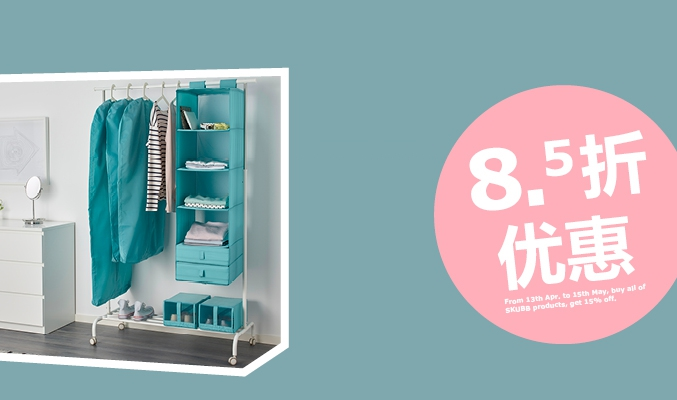 8.5折
优惠
From 13th Apr. to 15th May, buy all of
SKUBB products, get 15% off.